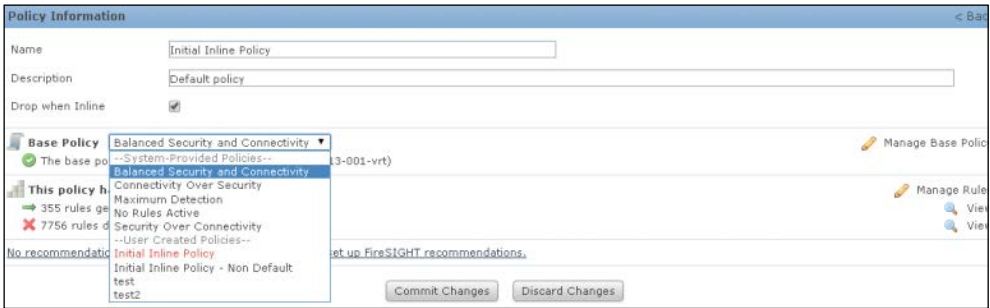 Policy Information
< Bac
Name
Initial Inline Policy
Description
Default policy
Drop when Inline
Base Policy
Balanced Security and Connectivity
Manage Base Polic
The base po
13-001-vrt)
--System-Provided Policies--
Balanced Security and Connectivity
Connectivity Over Security
Maximum Detection
No Rules Active
Security Over Connectivity
--User Created Policies--
Initial Inline Policy
Initial Inline Policy - Non Default
test
test2
This policy h
Manage Rule
355 rules ge
View
7756 rules d
View
No recommendatio
set up FireSIGHT recommendations.
Commit Changes
Discard Changes